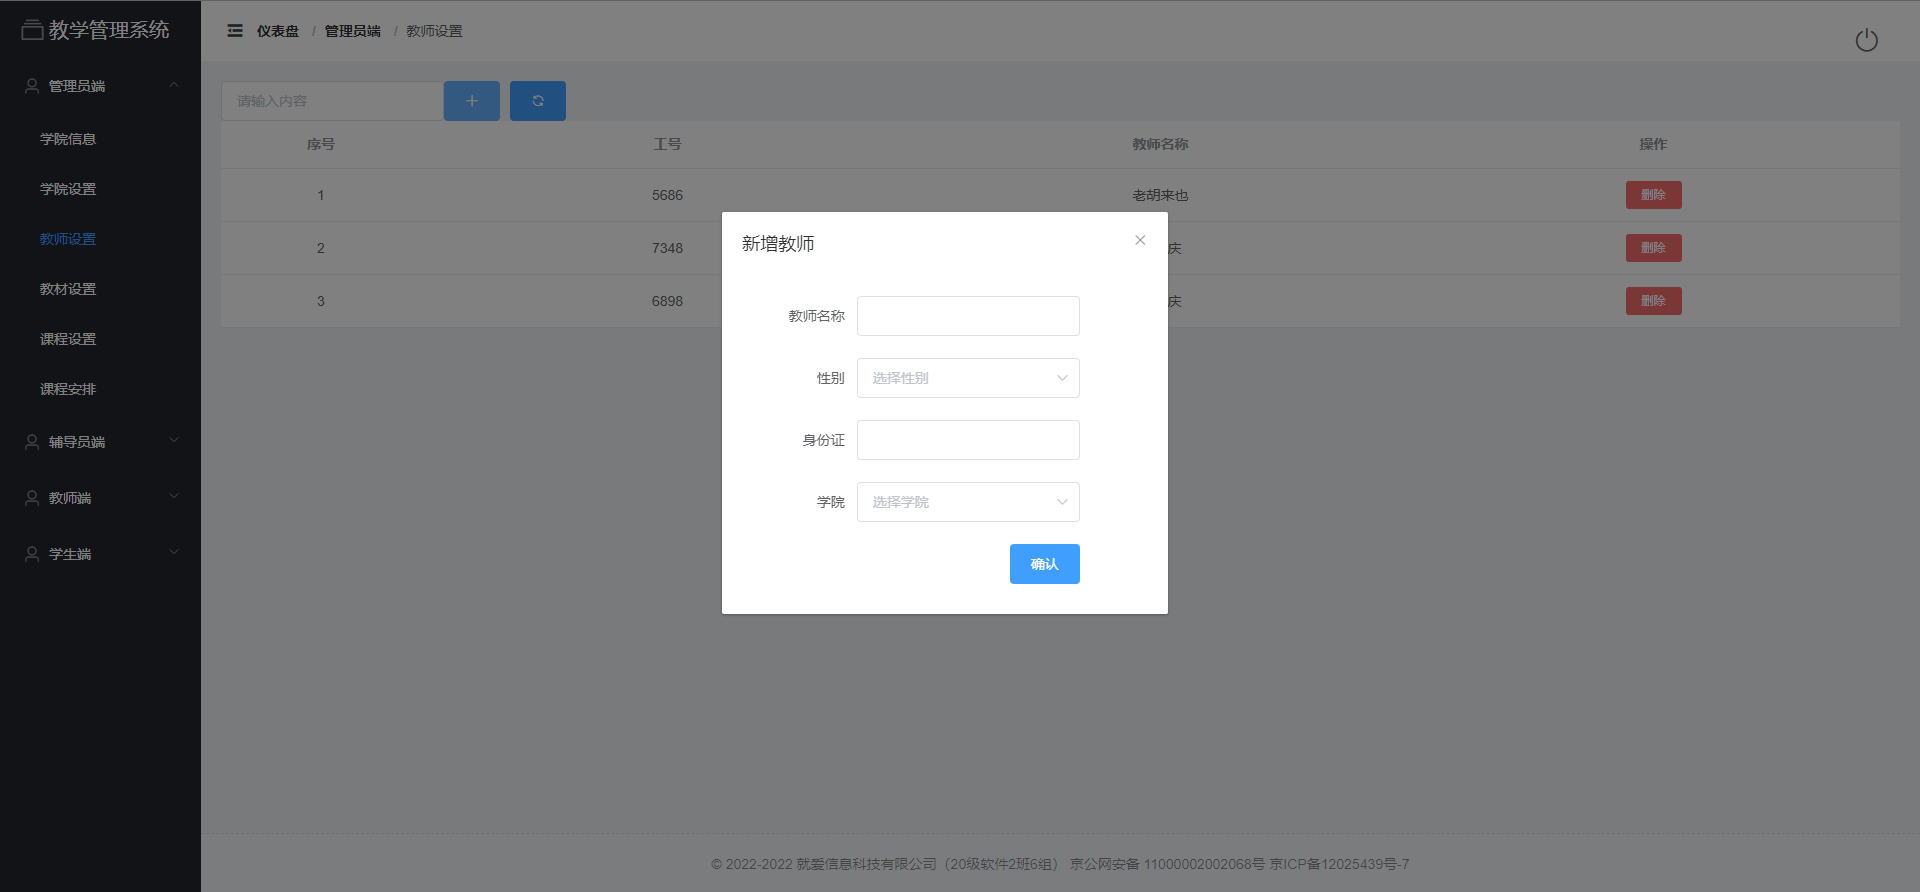 教学管理系统
仪表盘 / 管理员端 / 教师设置
管理员端
学院信息
学院设置
教师设置
教材设置
课程设置
课程安排
辅导员端
教师端
学生端
请输入内容
序号 工号 教师名称 操作
1 5686 老胡来也 删除
2 7348 庆 删除
3 6898 庆 删除
新增教师
教师名称
性别 选择性别
身份证
学院 选择学院
确认
© 2022-2022 就爱信息科技有限公司（20级软件2班6组） 京公网安备 11000002002068号 京ICP备12025439号-7